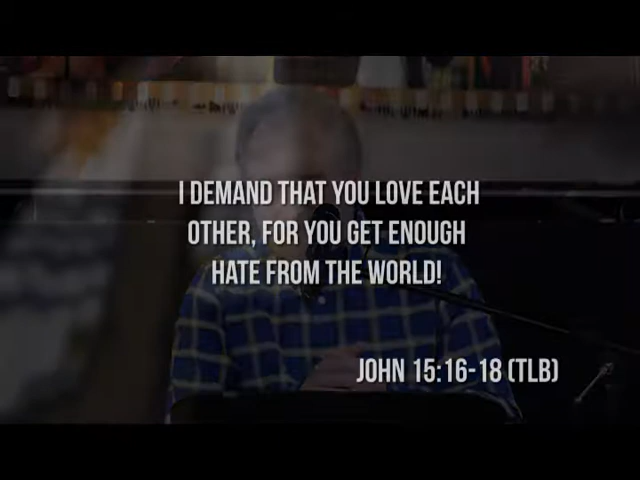 I DEMAND THAT YOU LOVE EACH
OTHER, FOR YOU GET ENOUGH
HATE FROM THE WORLD!
JOHN 15:16-18 (TLB)